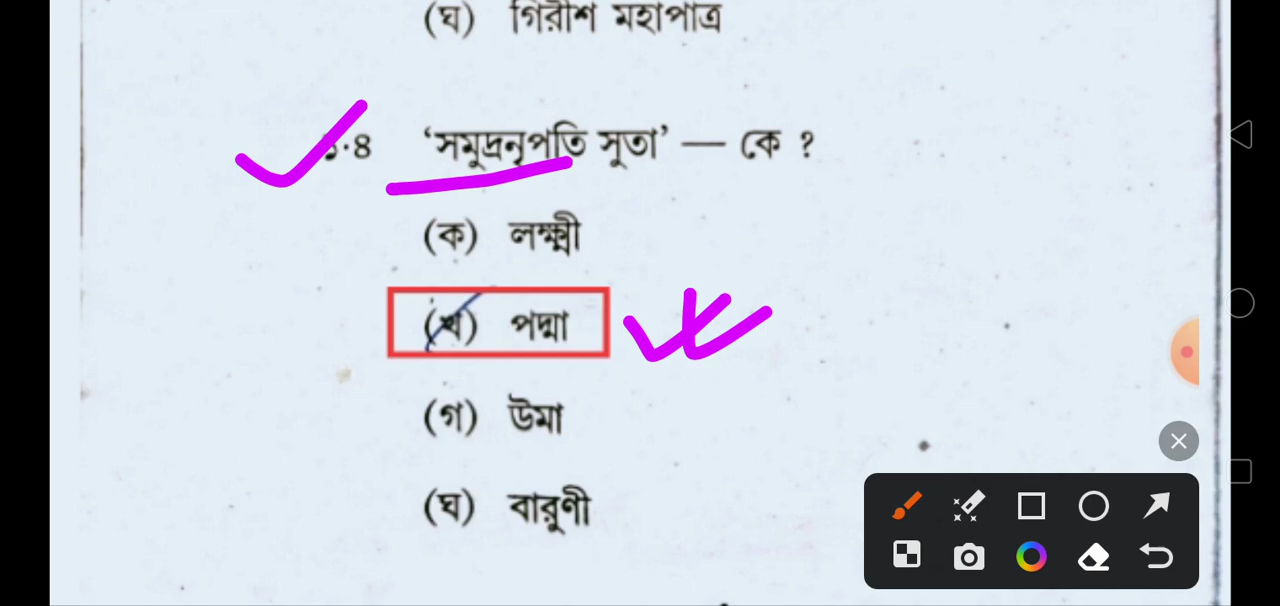 (ঘ) গিরীশ মহাপাত্র
১.৪ ‘সমুদ্রনৃপতি সুতা’ — কে ?
(ক) লক্ষ্মী
(খ) পদ্মা
(গ) উমা
(ঘ) বারুণী